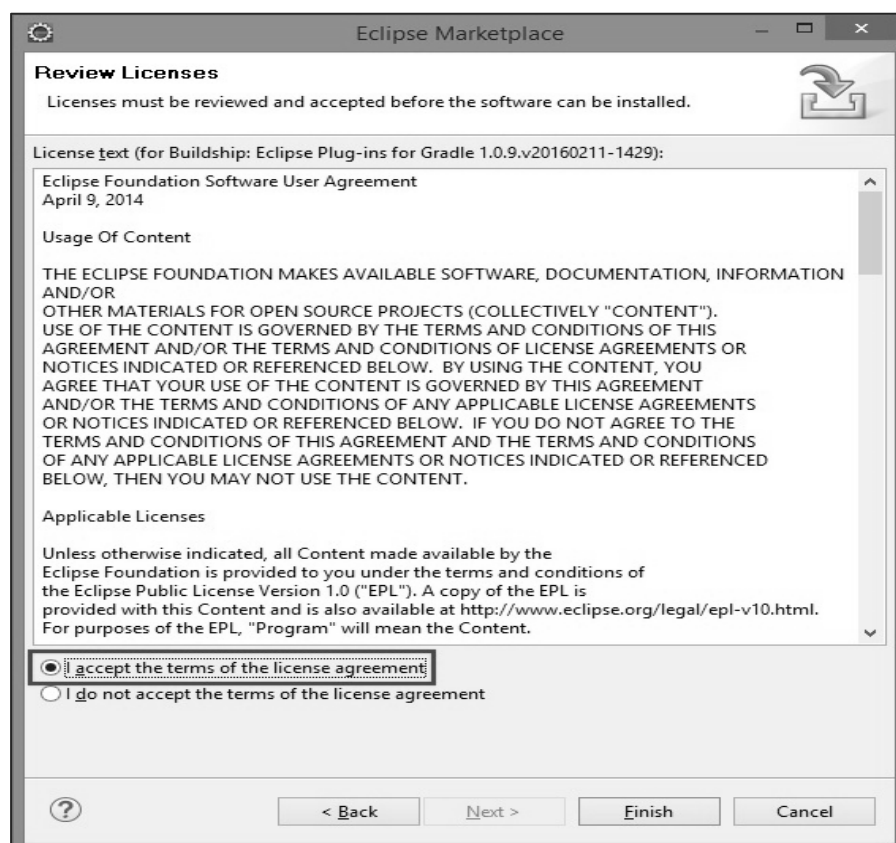 Eclipse Marketplace
Review Licenses
Licenses must be reviewed and accepted before the software can be installed.
License text (for Buildship: Eclipse Plug-ins for Gradle 1.0.9.v20160211-1429):
Eclipse Foundation Software User Agreement
April 9, 2014
Usage Of Content
THE ECLIPSE FOUNDATION MAKES AVAILABLE SOFTWARE, DOCUMENTATION, INFORMATION
AND/OR
OTHER MATERIALS FOR OPEN SOURCE PROJECTS (COLLECTIVELY "CONTENT").
USE OF THE CONTENT IS GOVERNED BY THE TERMS AND CONDITIONS OF THIS
AGREEMENT AND/OR THE TERMS AND CONDITIONS OF LICENSE AGREEMENTS OR
NOTICES INDICATED OR REFERENCED BELOW.  BY USING THE CONTENT, YOU
AGREE THAT YOUR USE OF THE CONTENT IS GOVERNED BY THIS AGREEMENT
AND/OR THE TERMS AND CONDITIONS OF ANY APPLICABLE LICENSE AGREEMENTS
OR NOTICES INDICATED OR REFERENCED BELOW.  IF YOU DO NOT AGREE TO THE
TERMS AND CONDITIONS OF THIS AGREEMENT AND THE TERMS AND CONDITIONS
OF ANY APPLICABLE LICENSE AGREEMENTS OR NOTICES INDICATED OR REFERENCED
BELOW, THEN YOU MAY NOT USE THE CONTENT.
Applicable Licenses
Unless otherwise indicated, all Content made available by the
Eclipse Foundation is provided to you under the terms and conditions of
the Eclipse Public License Version 1.0 ("EPL"). A copy of the EPL is
provided with this Content and is also available at http://www.eclipse.org/legal/epl-v10.html.
For purposes of the EPL, "Program" will mean the Content.
I accept the terms of the license agreement
I do not accept the terms of the license agreement
? < Back Next > Finish Cancel